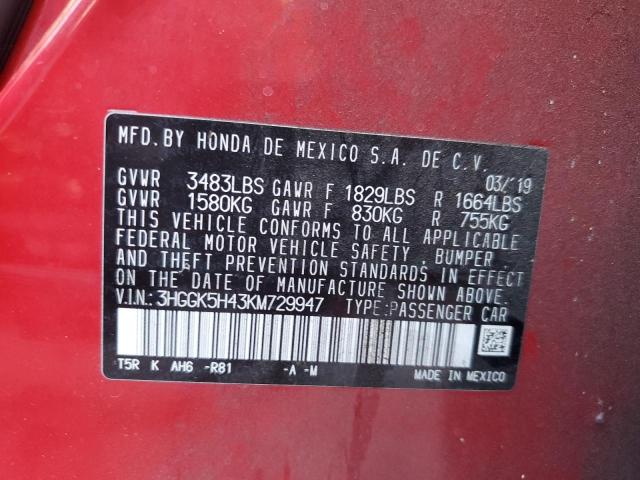 MFD. BY HONDA DE MEXICO S.A. DE C.V.
03/'19
GVWR 3483LBS GAWR F 1829LBS R 1664LBS
GVWR 1580KG GAWR F 830KG R 755KG
THIS VEHICLE CONFORMS TO ALL APPLICABLE
FEDERAL MOTOR VEHICLE SAFETY, BUMPER
AND THEFT PREVENTION STANDARDS IN EFFECT
ON THE DATE OF MANUFACTURE SHOWN ABOVE.
V.I.N.: 3HGGK5H43KM729947 TYPE:PASSENGER CAR
T5R K AH6 -R81 -A -M
MADE IN MEXICO